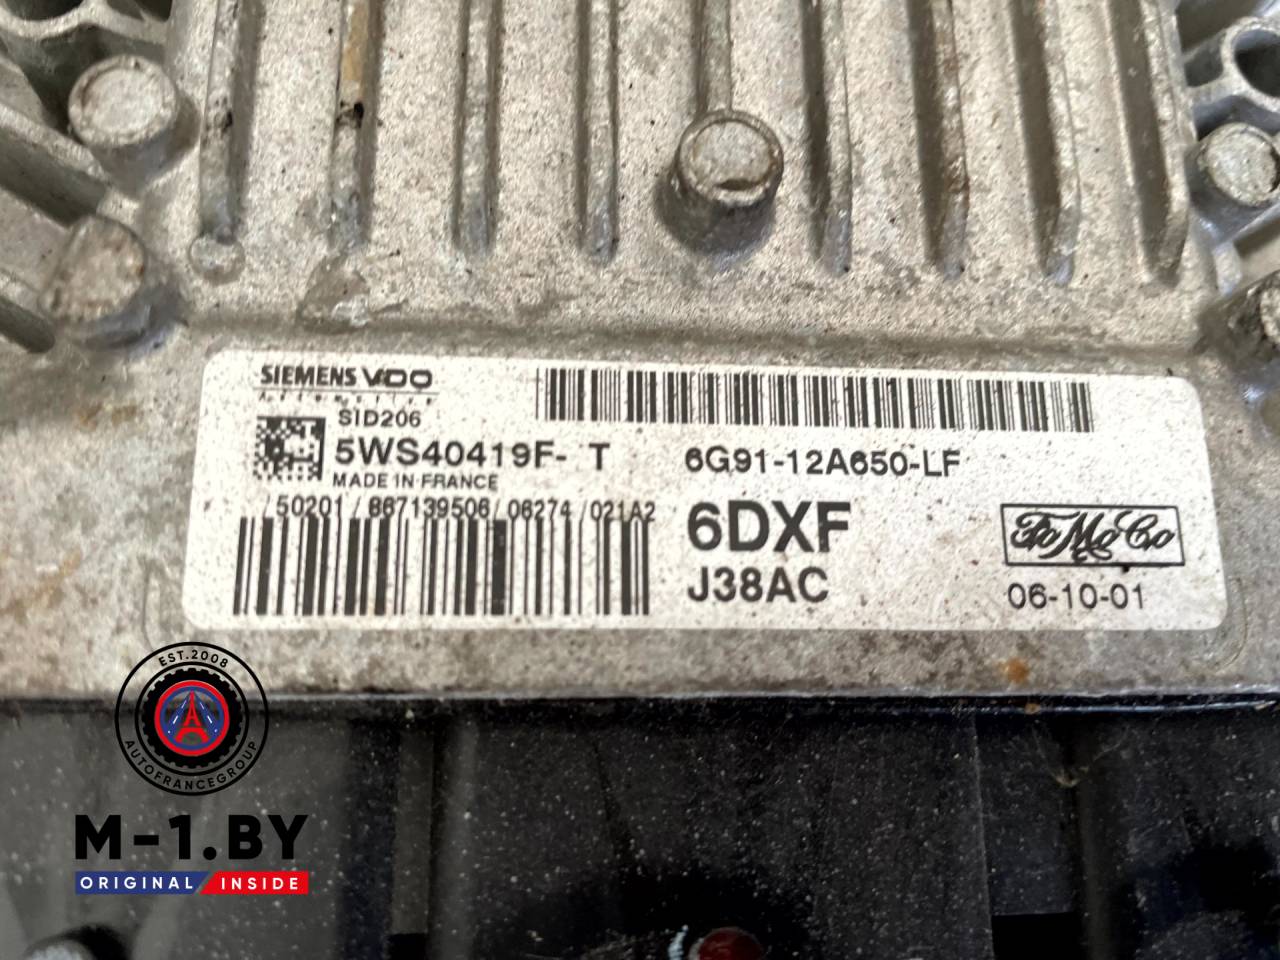 SIEMENS VDO
Automotive
SID206
5WS40419F- T
MADE IN FRANCE
/50201/867139506/06274/021A2
6G91-12A650-LF
6DXF
J38AC
FoMoCo
06-10-01
EST.2008
AUTOFRANCEGROUP
M-1.BY
ORIGINAL INSIDE